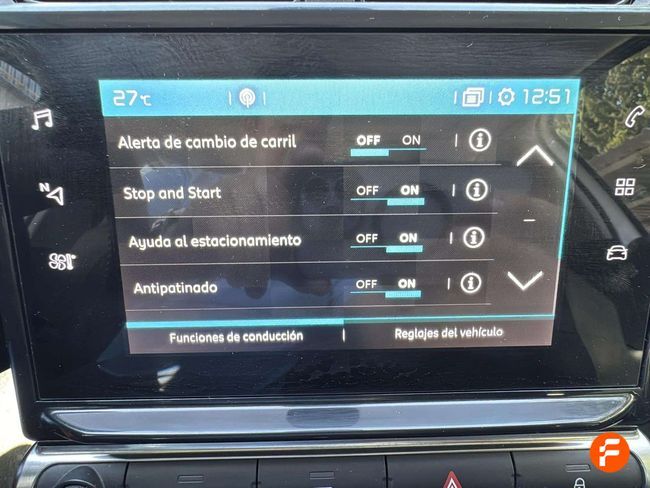 27°C 12:51
Alerta de cambio de carril OFF ON
Stop and Start OFF ON
Ayuda al estacionamiento OFF ON
Antipatinado OFF ON
Funciones de conducción Reglajes del vehículo
N
F